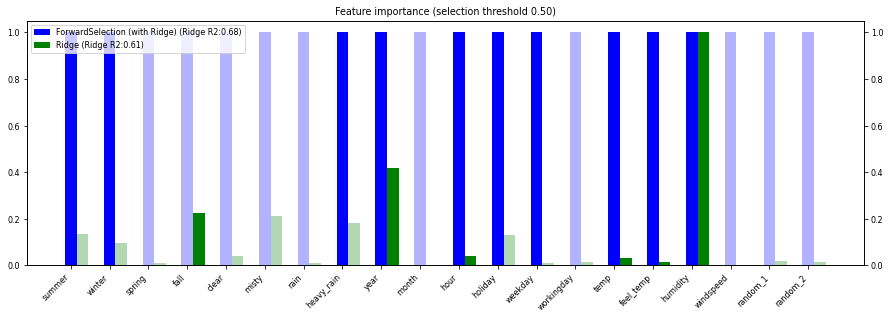 Feature importance (selection threshold 0.50)
ForwardSelection (with Ridge) (Ridge R2:0.68)
Ridge (Ridge R2:0.61)
1.0
0.8
0.6
0.4
0.2
0.0
1.0
0.8
0.6
0.4
0.2
0.0
summer
winter
spring
fall
clear
misty
rain
heavy_rain
year
month
hour
holiday
weekday
workingday
temp
feel_temp
humidity
windspeed
random_1
random_2